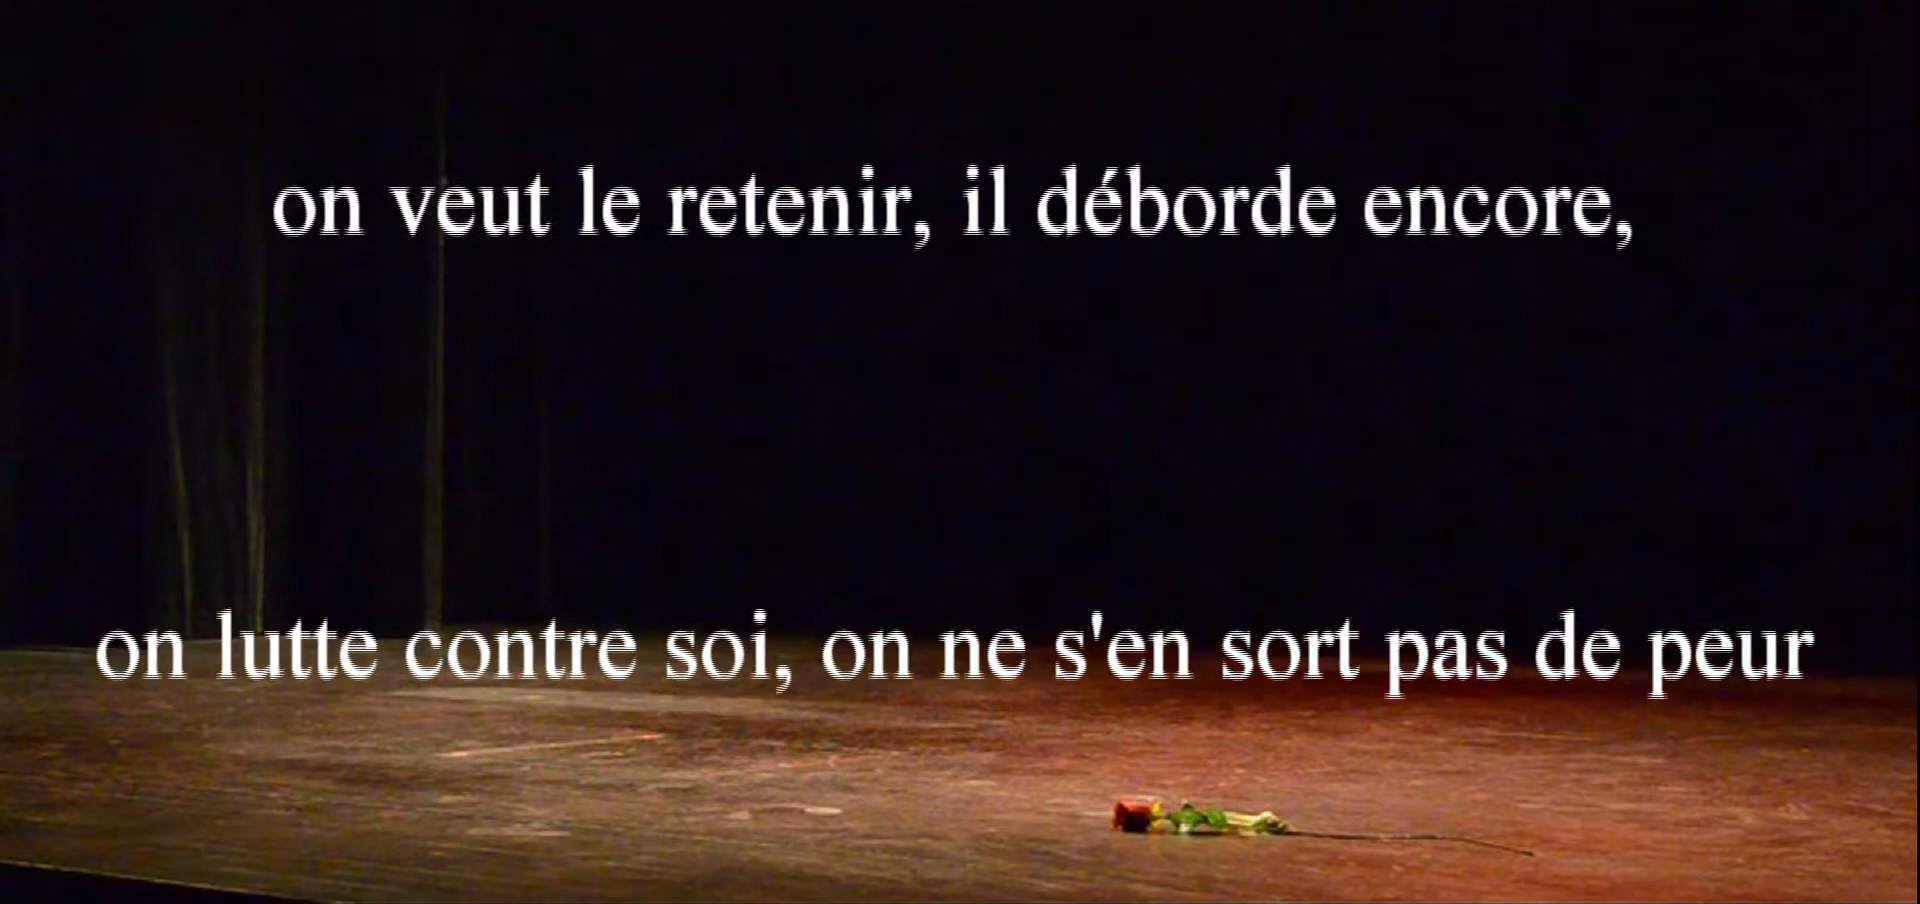 on veut le retenir, il déborde encore,
on lutte contre soi, on ne s'en sort pas de peur